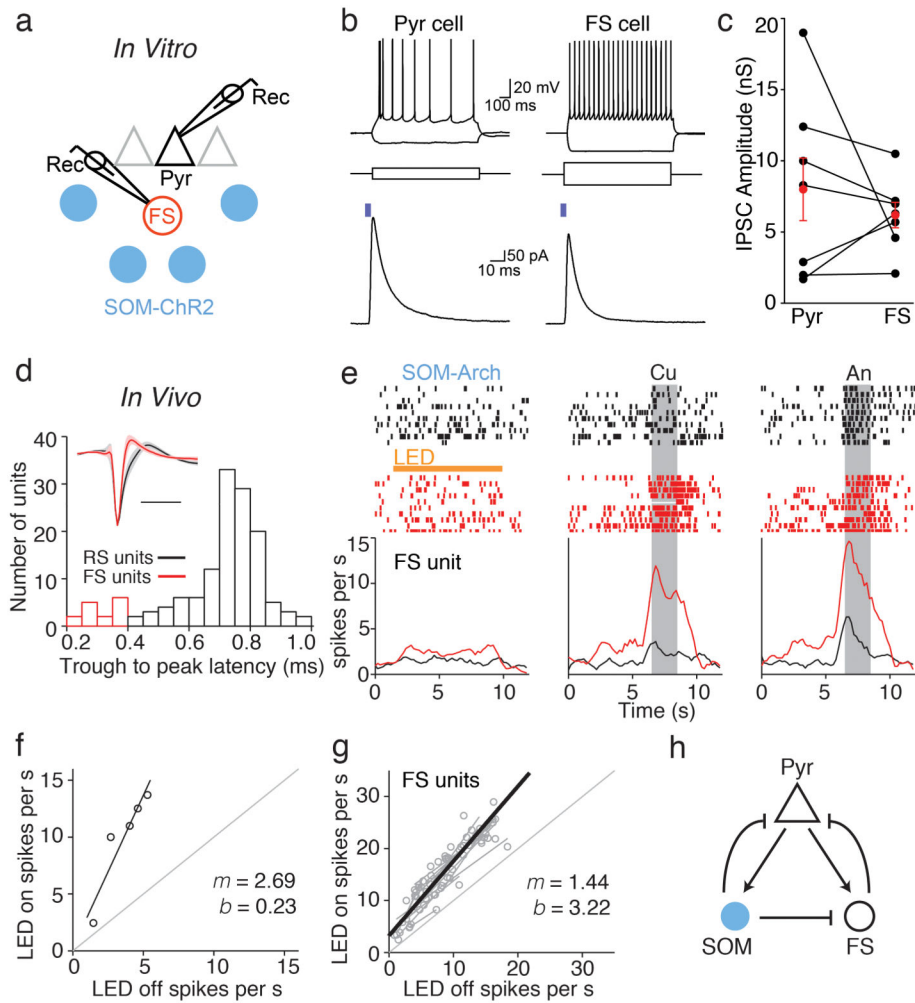 a
In Vitro
Rec
Rec
Pyr
FS
SOM-ChR2
b
Pyr cell
FS cell
20 mV
100 ms
50 pA
10 ms
c
IPSC Amplitude (nS)
20
15
10
5
0
Pyr
FS
d
In Vivo
Number of units
40
36
30
24
18
12
6
0
RS units
FS units
0.2
0.4
0.6
0.8
1.0
Trough to peak latency (ms)
e
SOM-Arch
Cu
An
LED
FS unit
spikes per s
15
10
5
0
0
5
10
0
5
10
0
5
10
Time (s)
f
LED on spikes per s
15
10
5
0
m = 2.69
b = 0.23
0
5
10
15
LED off spikes per s
g
FS units
LED on spikes per s
30
20
10
0
m = 1.44
b = 3.22
0
10
20
30
LED off spikes per s
h
Pyr
SOM
FS